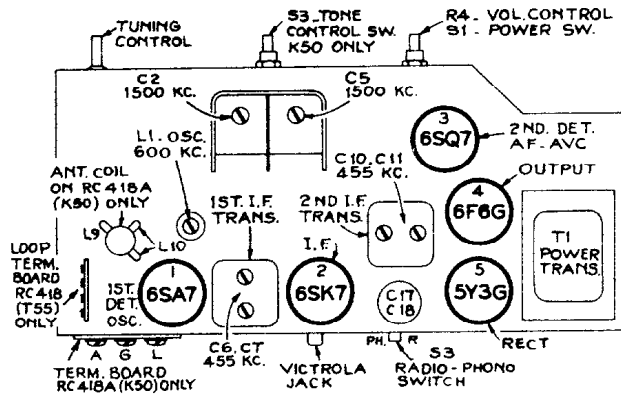 TUNING
CONTROL
S3_TONE
CONTROL SW.
K50 ONLY
R4_ VOL. CONTROL
S1 - POWER SW.
C2
1500 KC.
C5
1500 KC.
L1. OSC.
600 KC.
3
6SQ7
2ND. DET.
AF-AVC
ANT. COIL
ON RC418A
(K50) ONLY
1ST. I.F.
TRANS.
C10, C11
455 KC.
2ND I.F.
TRANS.
OUTPUT
4
6F6G
L9
L10
LOOP
TERM.
BOARD
RC418
(T55)
ONLY
1ST.
DET.
OSC.
1
6SA7
I.F.
2
6SK7
C17
C18
5
5Y3G
T1
POWER
TRANS.
A G L
TERM. BOARD
RC418A (K50) ONLY
C6, C7
455 KC.
VICTROLA
JACK
PH. R
S3
RADIO-PHONO
SWITCH
RECT